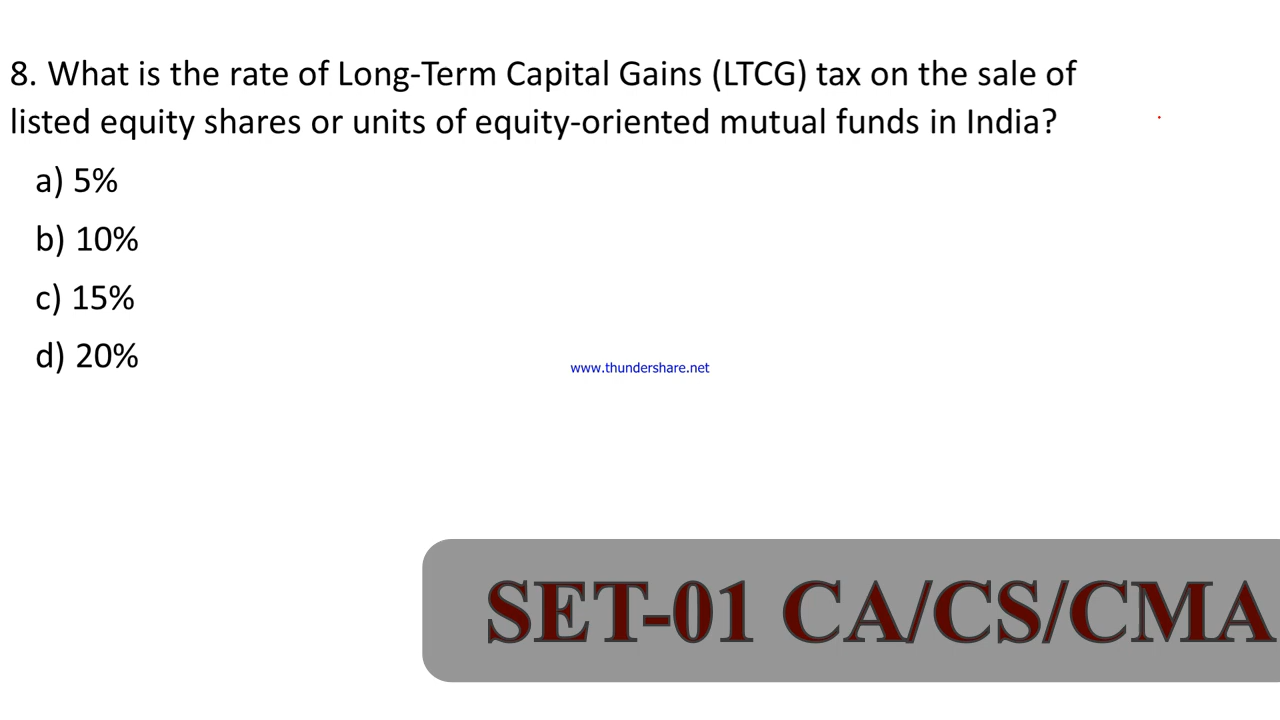 8. What is the rate of Long-Term Capital Gains (LTCG) tax on the sale of
listed equity shares or units of equity-oriented mutual funds in India?
a) 5%
b) 10%
c) 15%
d) 20%
www.thundershare.net
SET-01 CA/CS/CMA